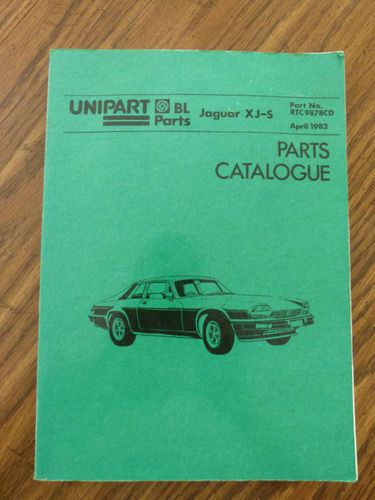 UNIPART BL Parts Jaguar XJ-S
Part No. RTC9878CD
April 1982
PARTS
CATALOGUE